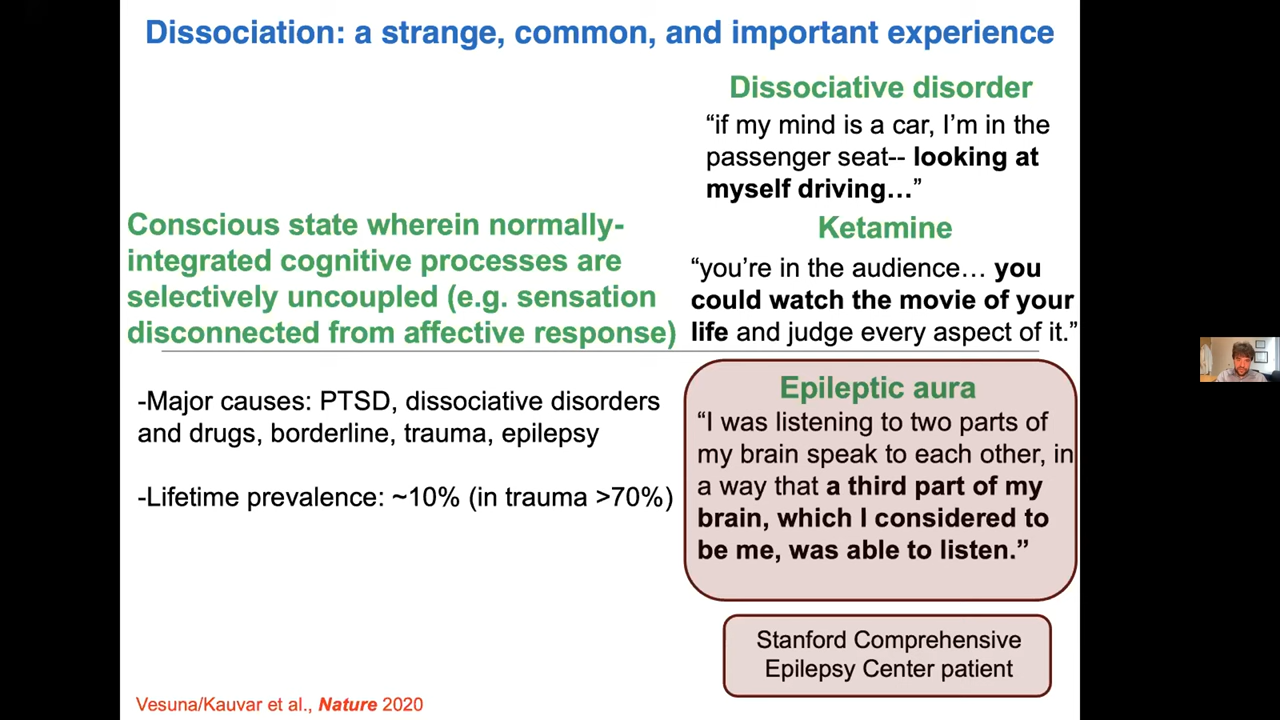 Dissociation: a strange, common, and important experience
Conscious state wherein normally-
integrated cognitive processes are
selectively uncoupled (e.g. sensation
disconnected from affective response)
-Major causes: PTSD, dissociative disorders
and drugs, borderline, trauma, epilepsy
-Lifetime prevalence: ~10% (in trauma >70%)
Dissociative disorder
“if my mind is a car, I’m in the
passenger seat-- looking at
myself driving…”
Ketamine
“you’re in the audience… you
could watch the movie of your
life and judge every aspect of it.”
Epileptic aura
“I was listening to two parts of
my brain speak to each other, in
a way that a third part of my
brain, which I considered to
be me, was able to listen.”
Stanford Comprehensive
Epilepsy Center patient
Vesuna/Kauvar et al., Nature 2020